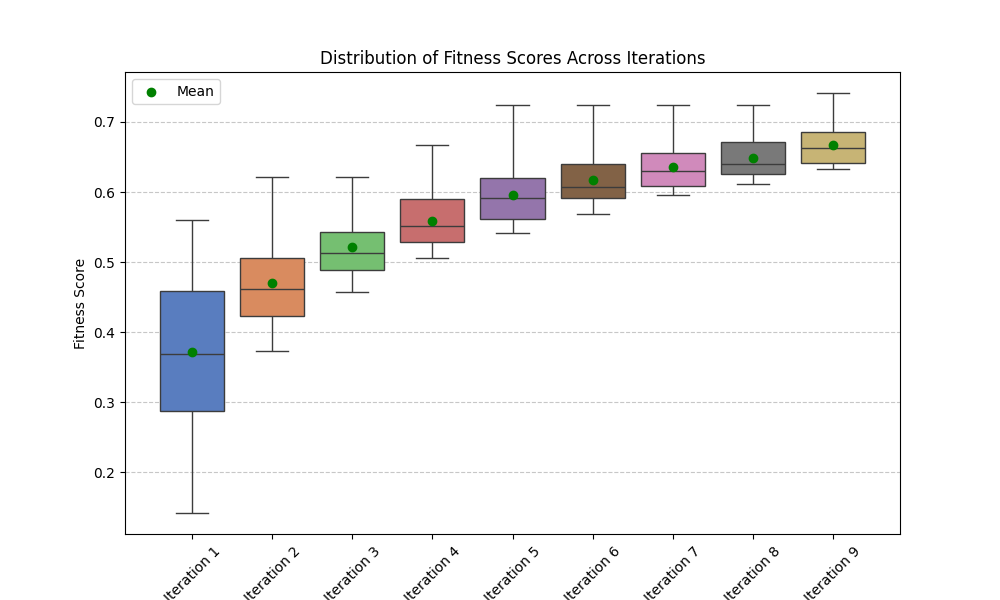 Distribution of Fitness Scores Across Iterations
Mean
Fitness Score
0.7
0.6
0.5
0.4
0.3
0.2
Iteration 1
Iteration 2
Iteration 3
Iteration 4
Iteration 5
Iteration 6
Iteration 7
Iteration 8
Iteration 9